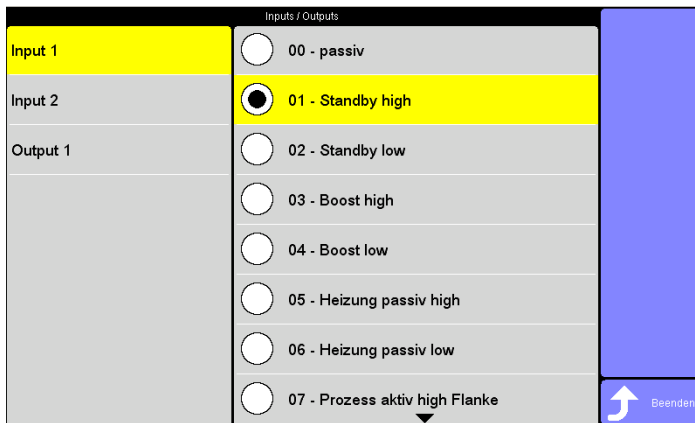 Inputs / Outputs
Input 1
Input 2
Output 1
00 - passiv
01 - Standby high
02 - Standby low
03 - Boost high
04 - Boost low
05 - Heizung passiv high
06 - Heizung passiv low
07 - Prozess aktiv high Flanke
Beenden